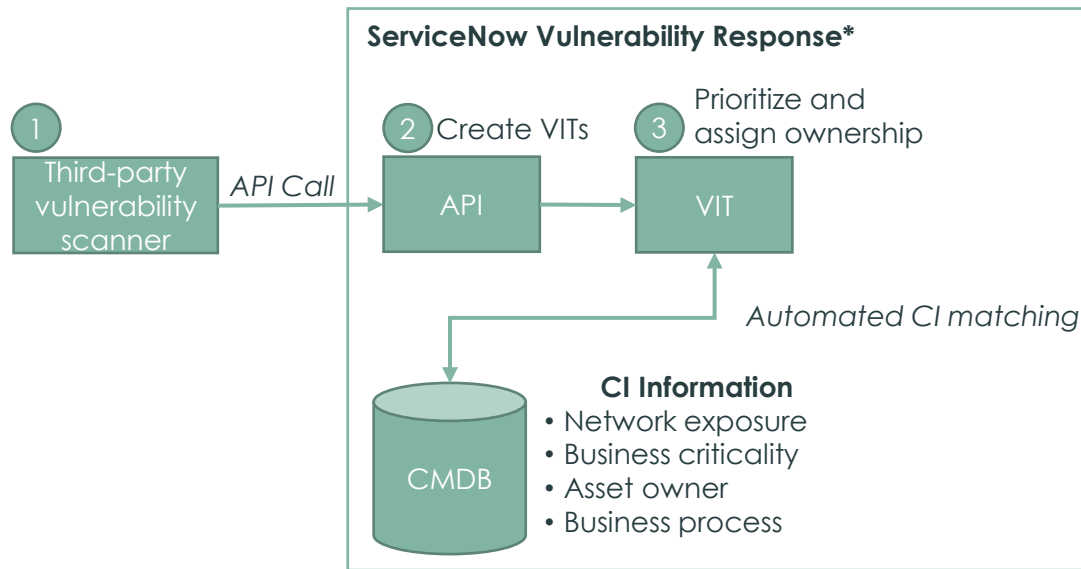 ServiceNow Vulnerability Response*
1
2 Create VITs
3 Prioritize and
assign ownership
Third-party
vulnerability
scanner
API Call
API
VIT
Automated CI matching
CMDB
CI Information
• Network exposure
• Business criticality
• Asset owner
• Business process